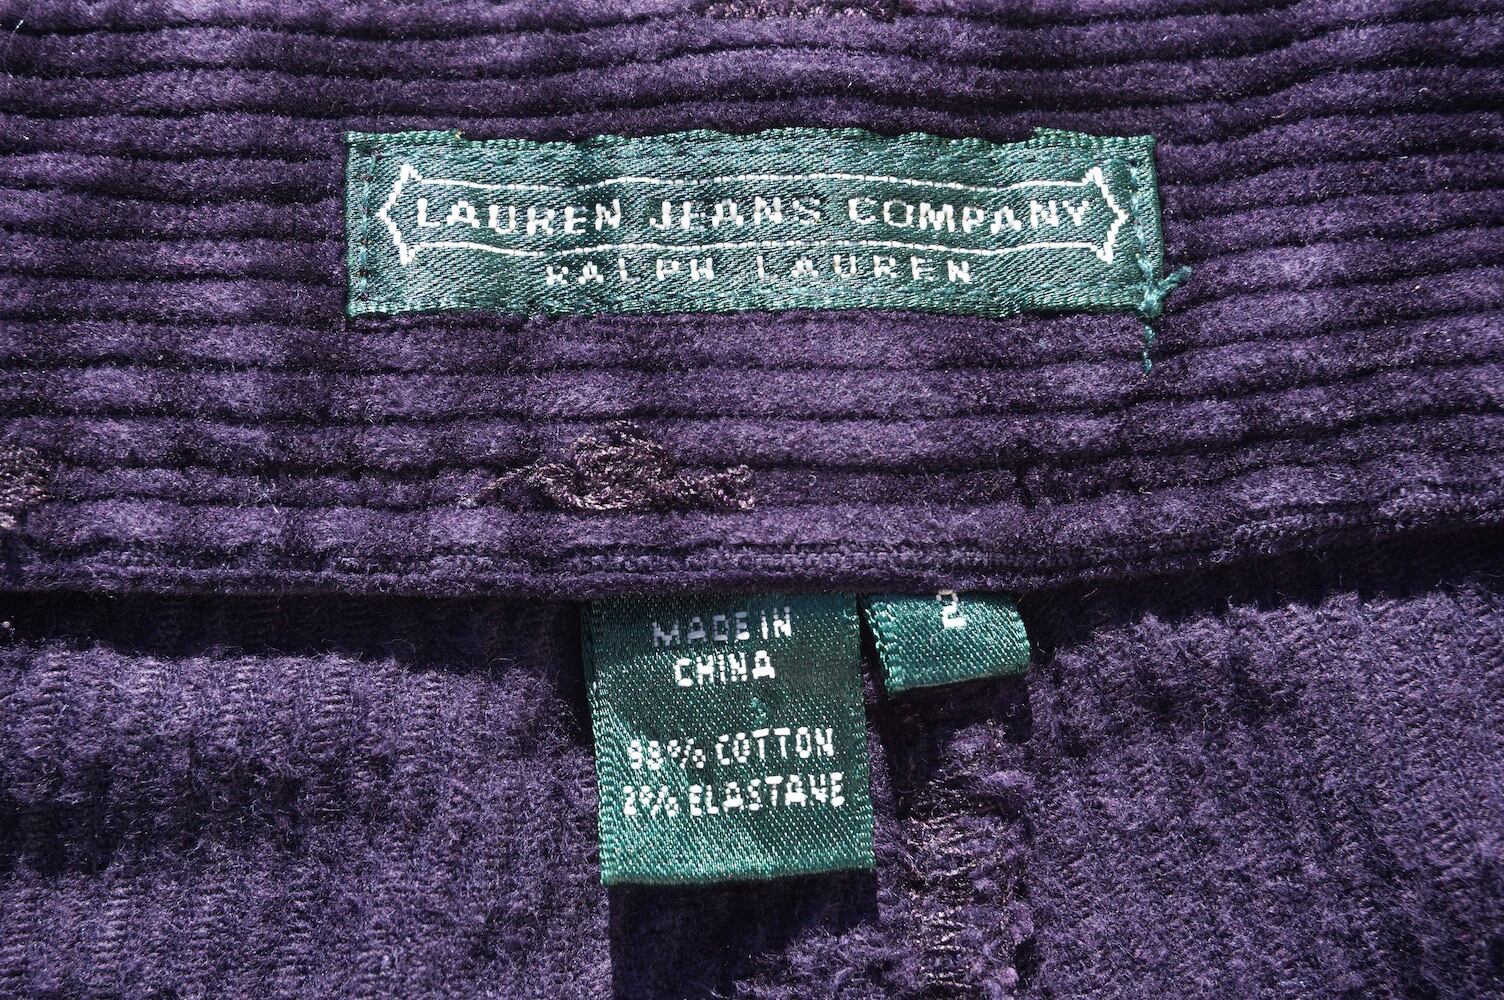 LAUREN JEANS COMPANY
RALPH LAUREN
MADE IN
CHINA
2
98% COTTON
2% ELASTANE